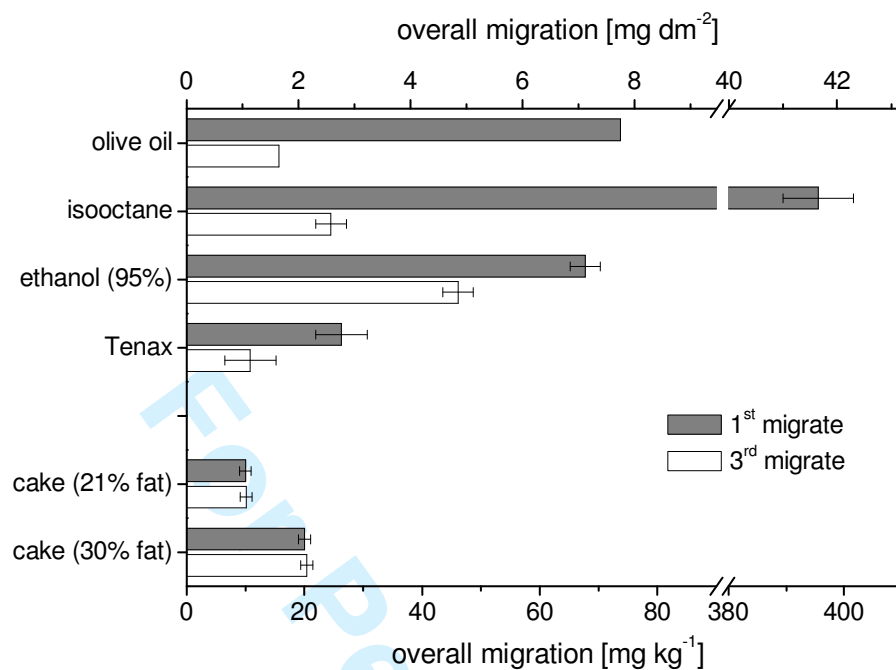 overall migration [mg dm⁻²]
0 2 4 6 8 40 42
olive oil
isooctane
ethanol (95%)
Tenax
1ˢᵗ migrate
3ʳᵈ migrate
cake (21% fat)
cake (30% fat)
0 20 40 60 80 380 400
overall migration [mg kg⁻¹]
For Pe